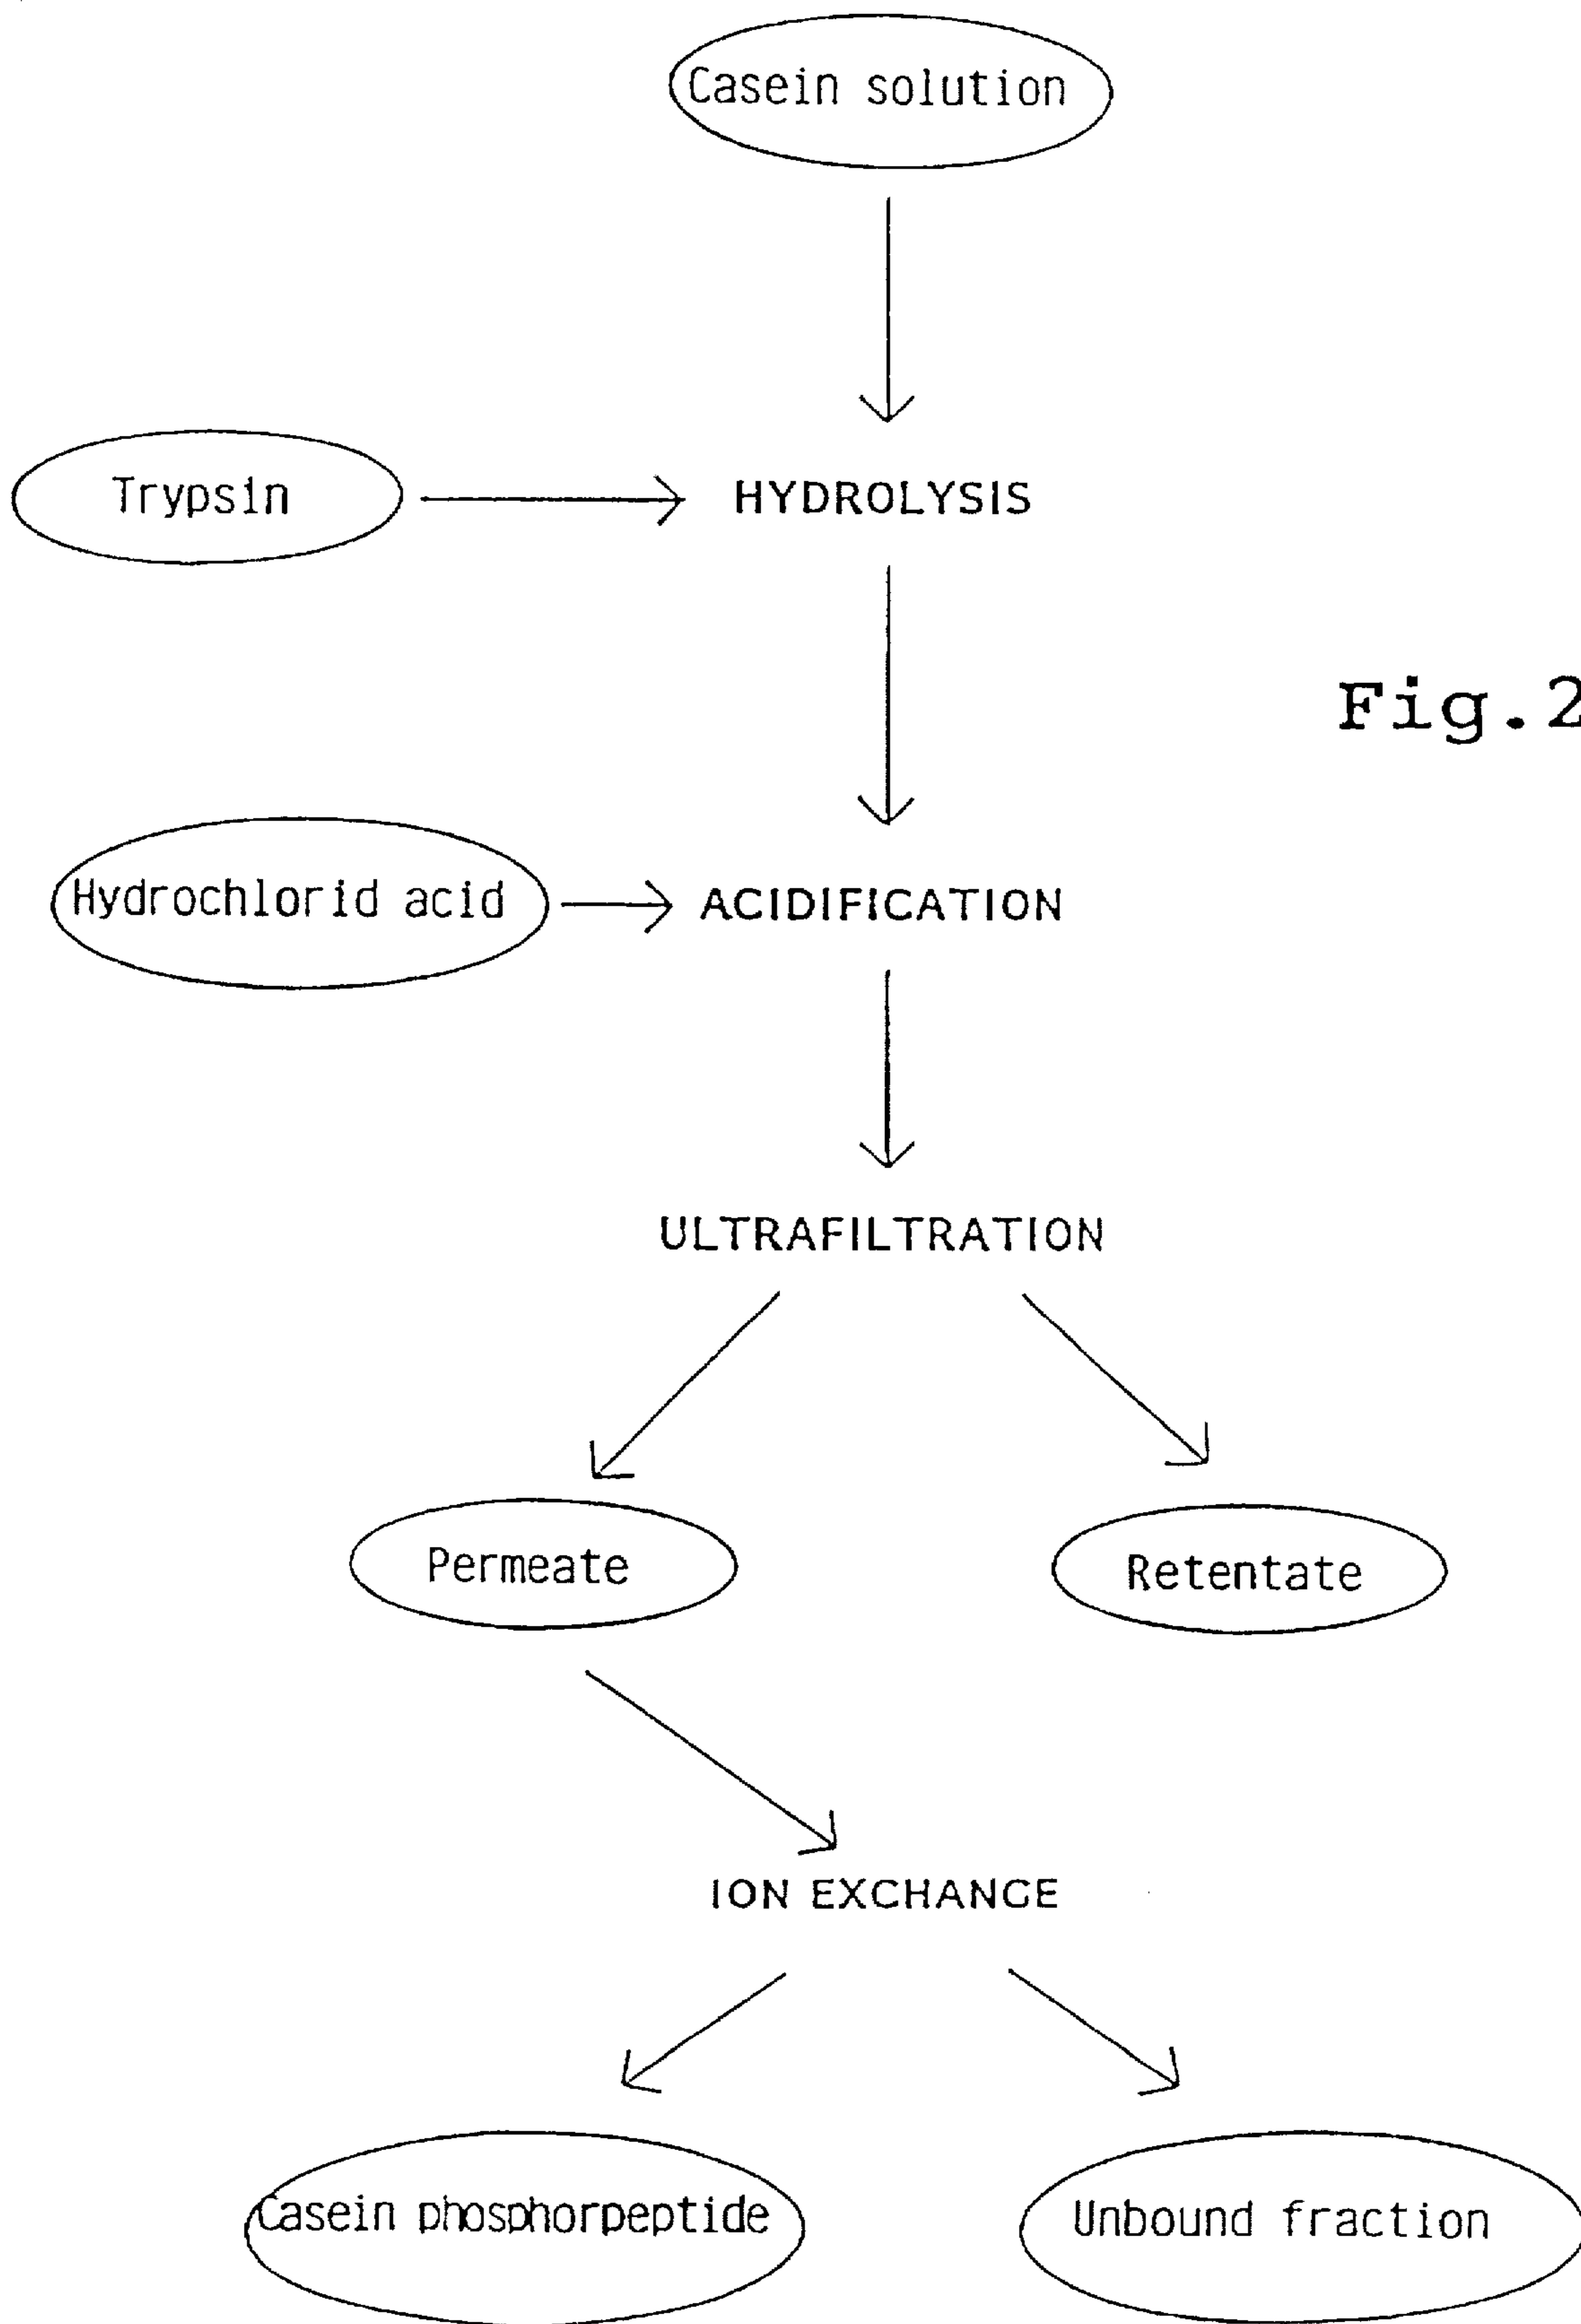 Casein solution
Trypsin
HYDROLYSIS
Fig.2
Hydrochlorid acid
ACIDIFICATION
ULTRAFILTRATION
Permeate
Retentate
ION EXCHANGE
Casein phosphorpeptide
Unbound fraction